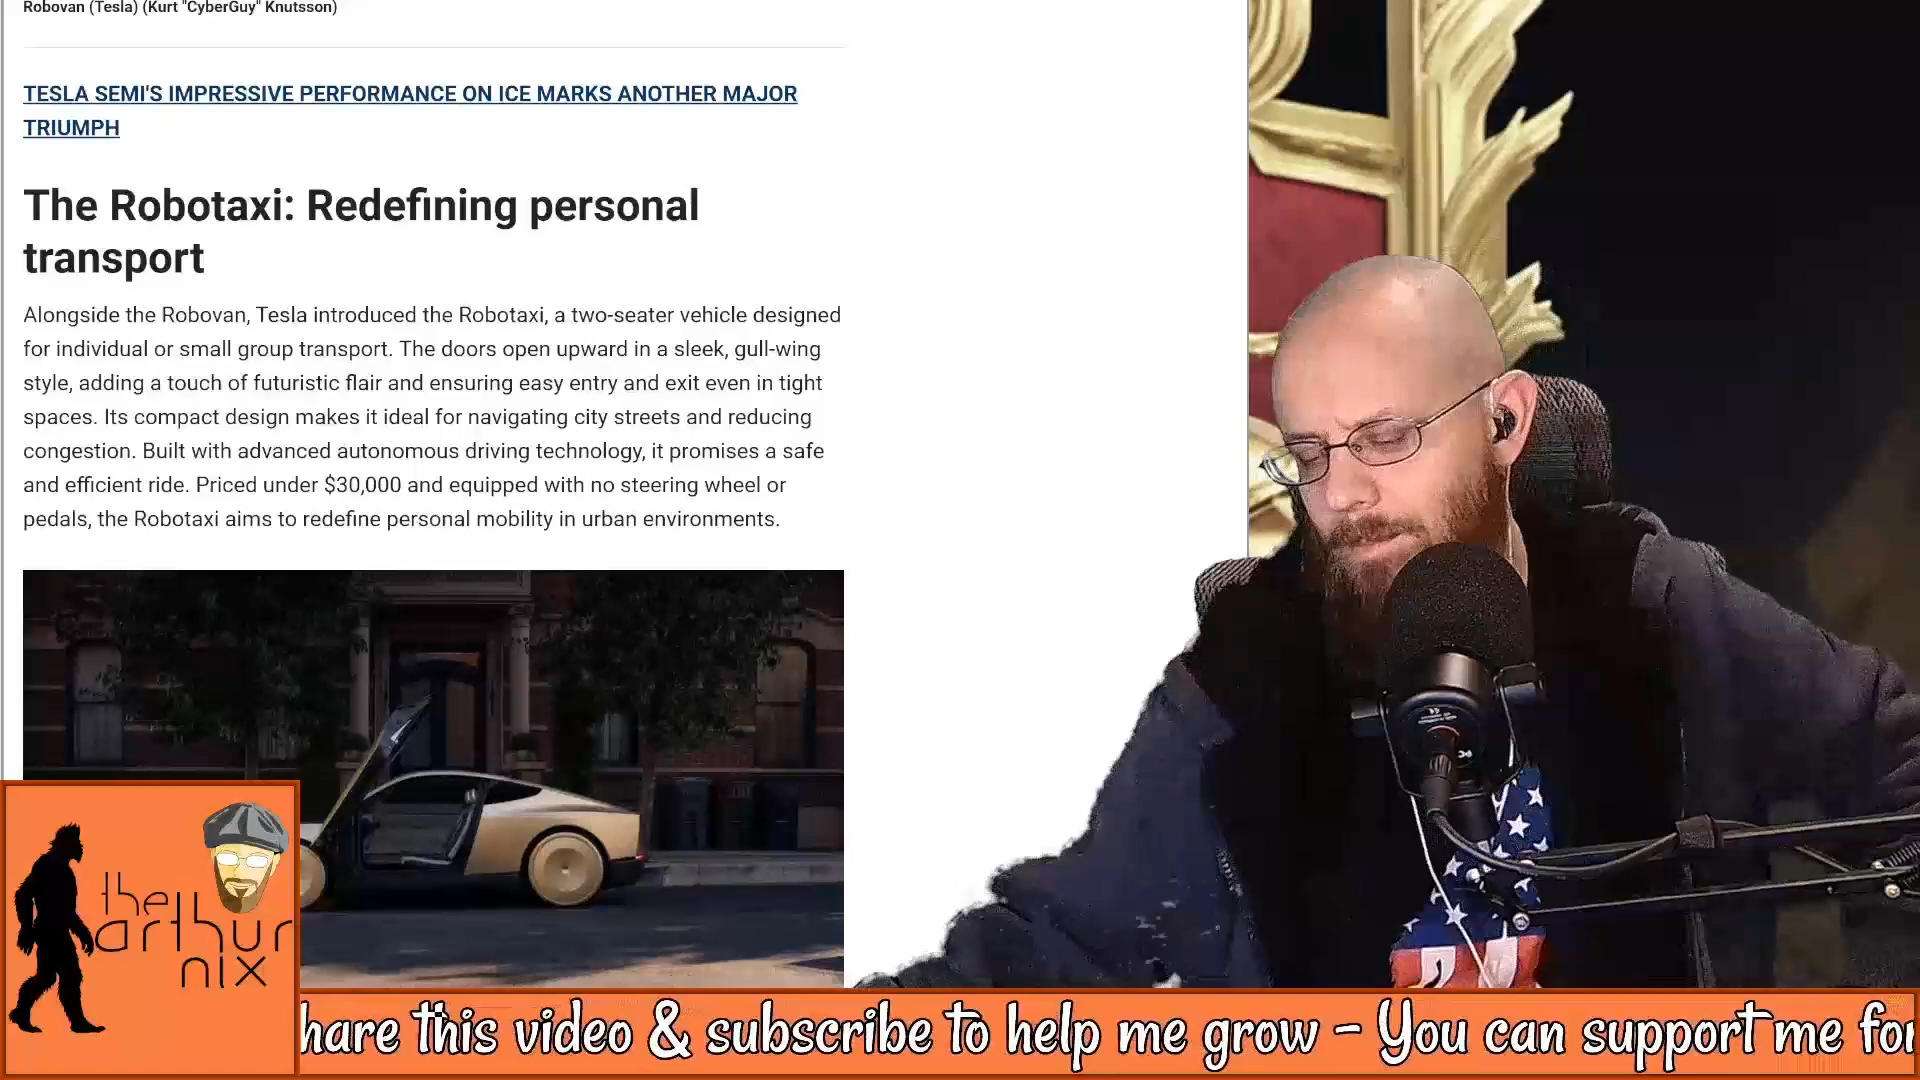 Robovan (Tesla) (Kurt "CyberGuy" Knutsson)
TESLA SEMI'S IMPRESSIVE PERFORMANCE ON ICE MARKS ANOTHER MAJOR
TRIUMPH
The Robotaxi: Redefining personal
transport
Alongside the Robovan, Tesla introduced the Robotaxi, a two-seater vehicle designed
for individual or small group transport. The doors open upward in a sleek, gull-wing
style, adding a touch of futuristic flair and ensuring easy entry and exit even in tight
spaces. Its compact design makes it ideal for navigating city streets and reducing
congestion. Built with advanced autonomous driving technology, it promises a safe
and efficient ride. Priced under $30,000 and equipped with no steering wheel or
pedals, the Robotaxi aims to redefine personal mobility in urban environments.
the
arthur
nix
hare this video & subscribe to help me grow - You can support me for